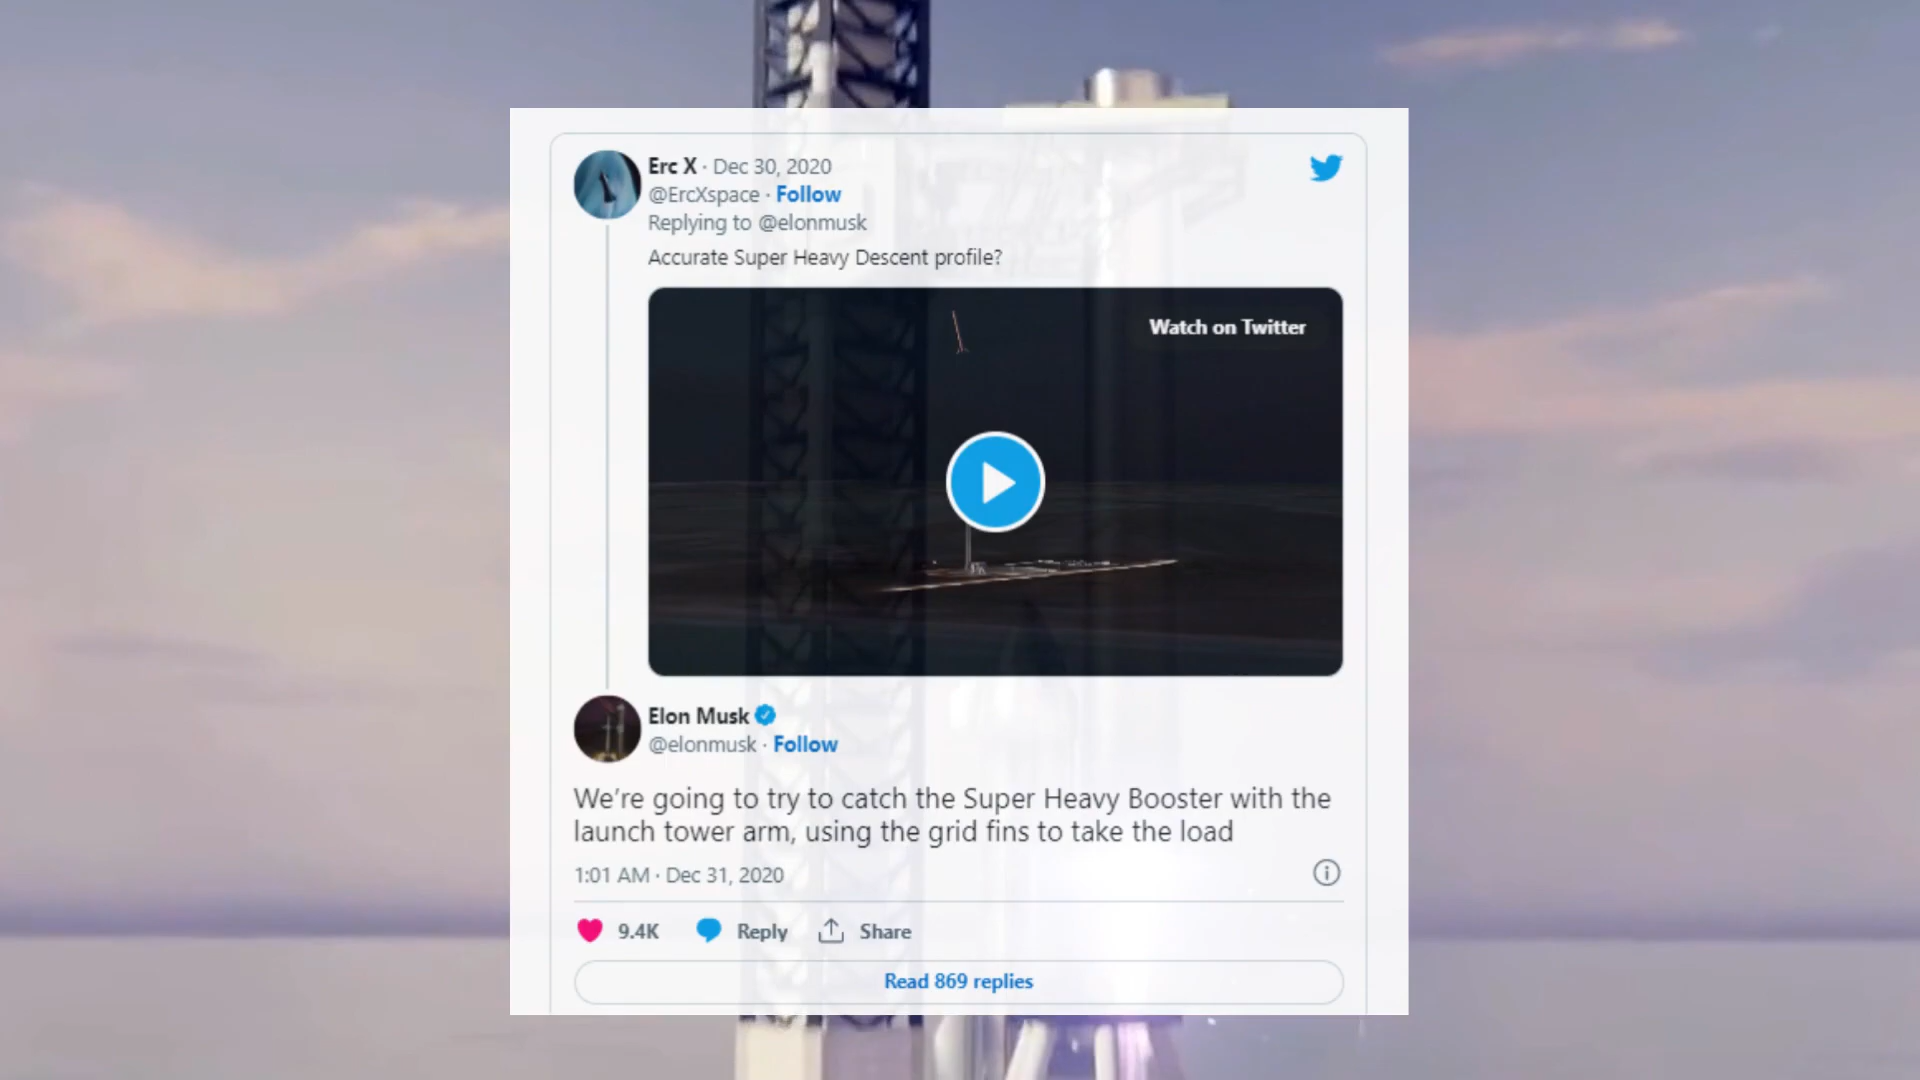 Erc X · Dec 30, 2020
@ErcXspace · Follow
Replying to @elonmusk
Accurate Super Heavy Descent profile?
Watch on Twitter
Elon Musk
@elonmusk · Follow
We're going to try to catch the Super Heavy Booster with the
launch tower arm, using the grid fins to take the load
1:01 AM · Dec 31, 2020
9.4K Reply Share
Read 869 replies